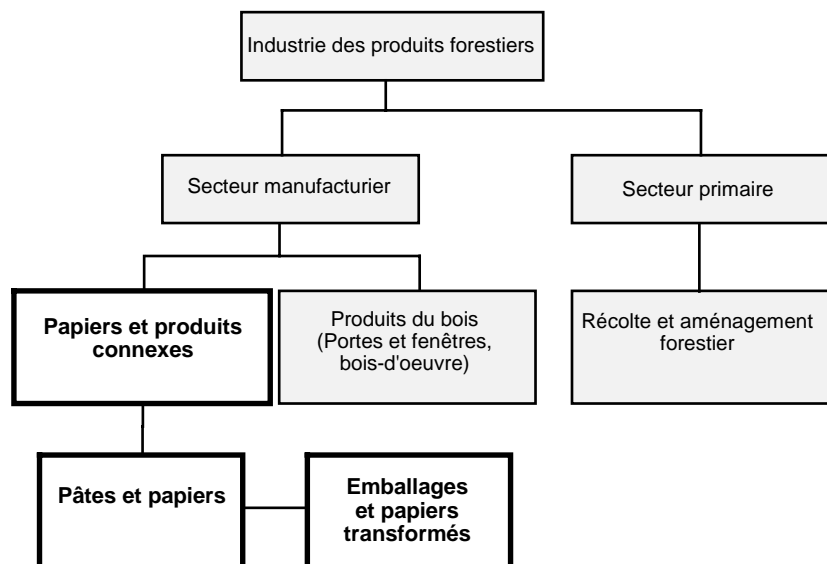 Industrie des produits forestiers
Secteur manufacturier
Secteur primaire
Papiers et produits
connexes
Produits du bois
(Portes et fenêtres,
bois-d'oeuvre)
Récolte et aménagement
forestier
Pâtes et papiers
Emballages
et papiers
transformés